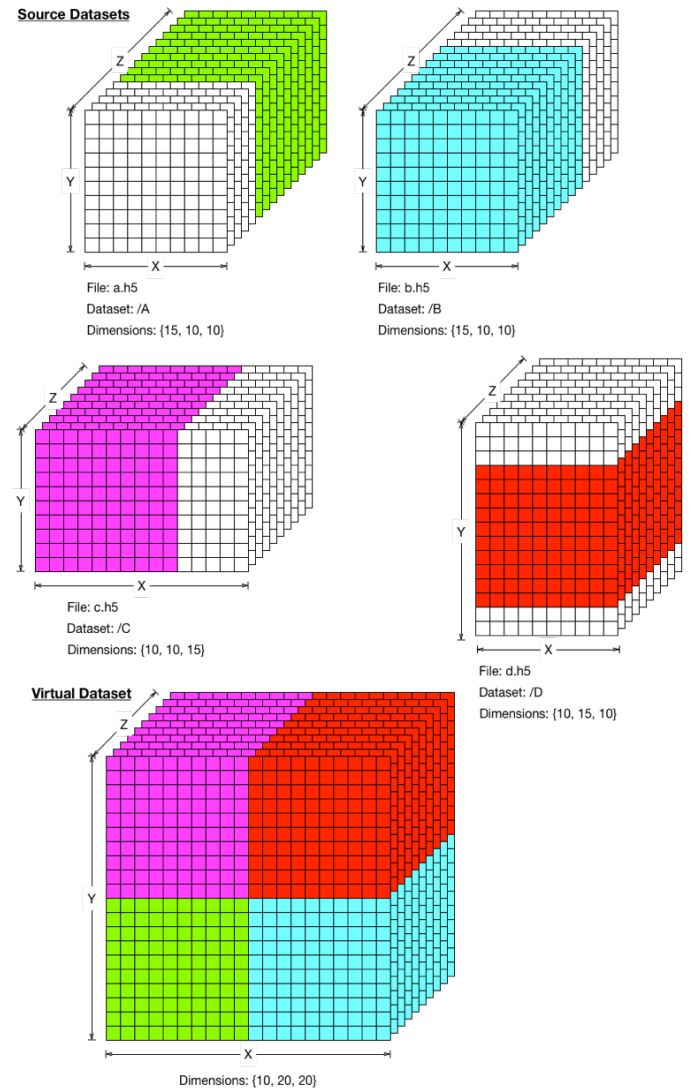 Source Datasets
Z
Z
Y
Y
X
X
File: a.h5
Dataset: /A
Dimensions: {15, 10, 10}
File: b.h5
Dataset: /B
Dimensions: {15, 10, 10}
Z
Z
Y
Y
X
X
File: c.h5
Dataset: /C
Dimensions: {10, 10, 15}
File: d.h5
Dataset: /D
Dimensions: {10, 15, 10}
Virtual Dataset
Z
Y
X
Dimensions: {10, 20, 20}